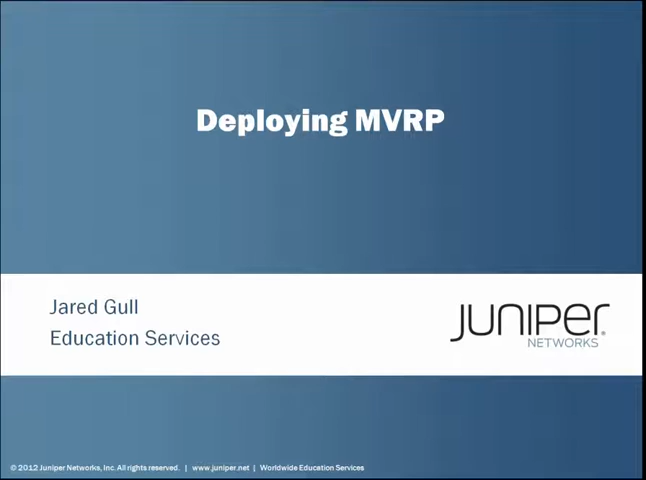 Deploying MVRP
Jared Gull
Education Services
JUNIPER
NETWORKS
© 2012 Juniper Networks, Inc. All rights reserved. | www.juniper.net | Worldwide Education Services